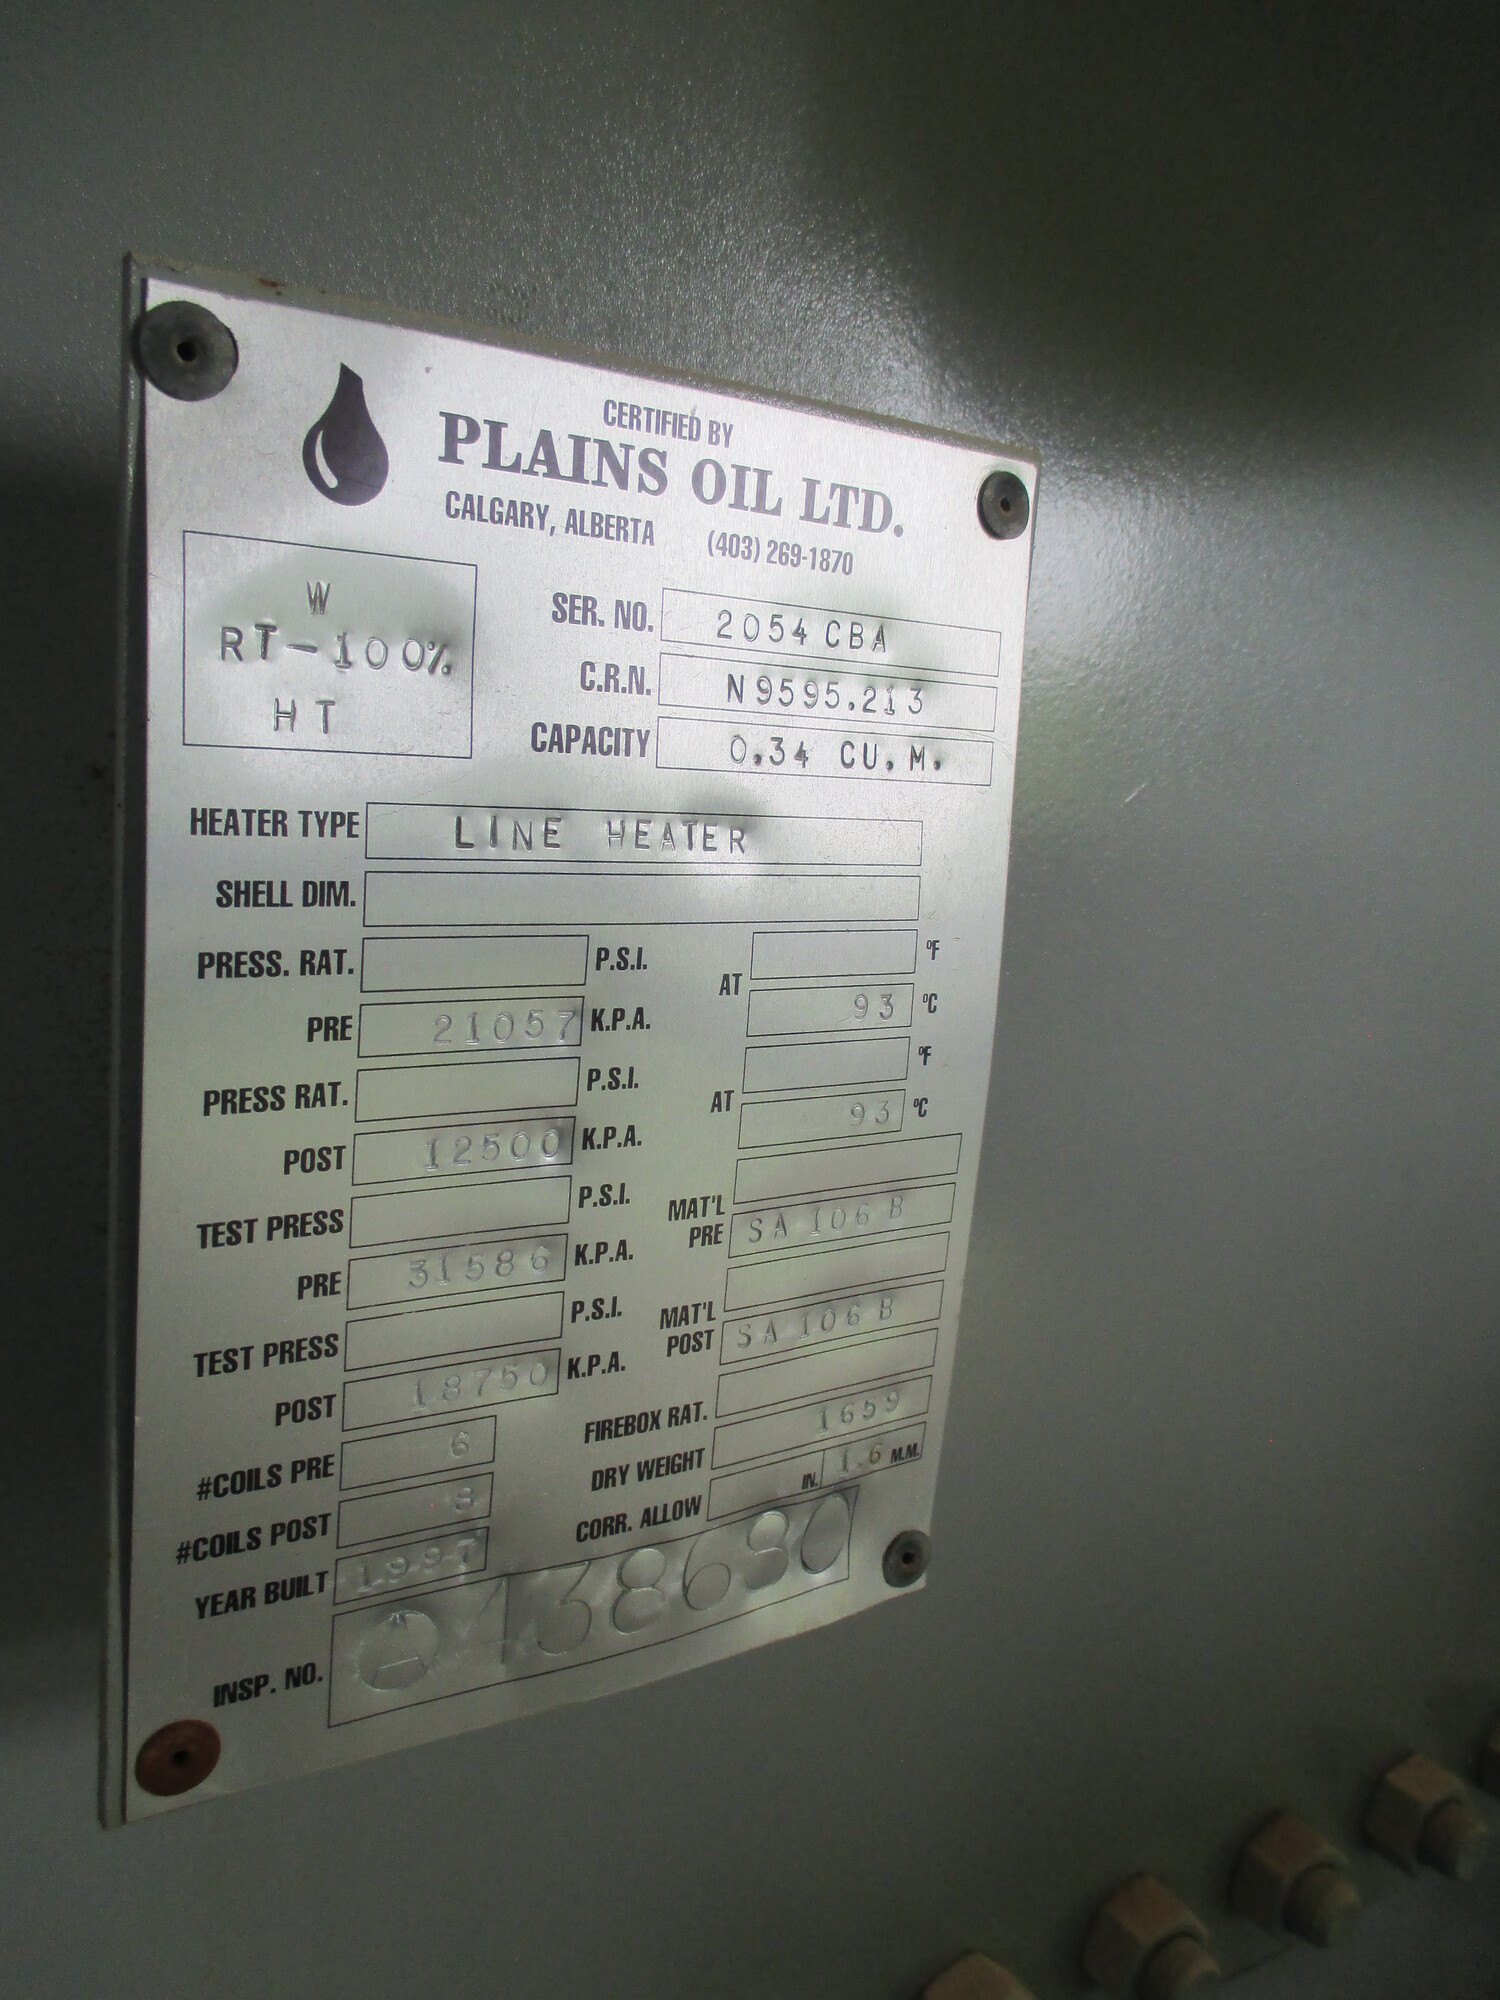 CERTIFIED BY
PLAINS OIL LTD.
CALGARY, ALBERTA (403) 269-1870
W
RT-100%
HT
SER. NO. 2054 CBA
C.R.N. N9595.213
CAPACITY 0.34 CU.M.
HEATER TYPE LINE HEATER
SHELL DIM.
PRESS. RAT. P.S.I. AT °F
PRE 21057 K.P.A. 93 °C
PRESS RAT. P.S.I. AT °F
POST 12500 K.P.A. 93 °C
TEST PRESS P.S.I.
PRE 31586 K.P.A.
TEST PRESS P.S.I.
POST 18750 K.P.A.
#COILS PRE 6
#COILS POST 8
YEAR BUILT 1997
MAT'L
PRE SA 106 B
MAT'L
POST SA 106 B
FIREBOX RAT.
DRY WEIGHT 1659
CORR. ALLOW IN. 1.6 M.M.
INSP. NO. A